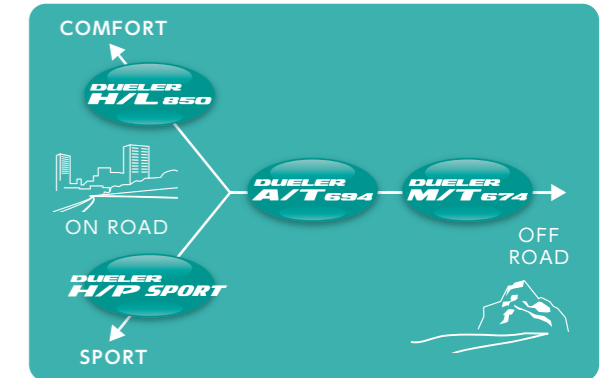 COMFORT
DUELER
H/L 850
ON ROAD
DUELER
A/T 694
DUELER
M/T 674
OFF
ROAD
DUELER
H/P SPORT
SPORT